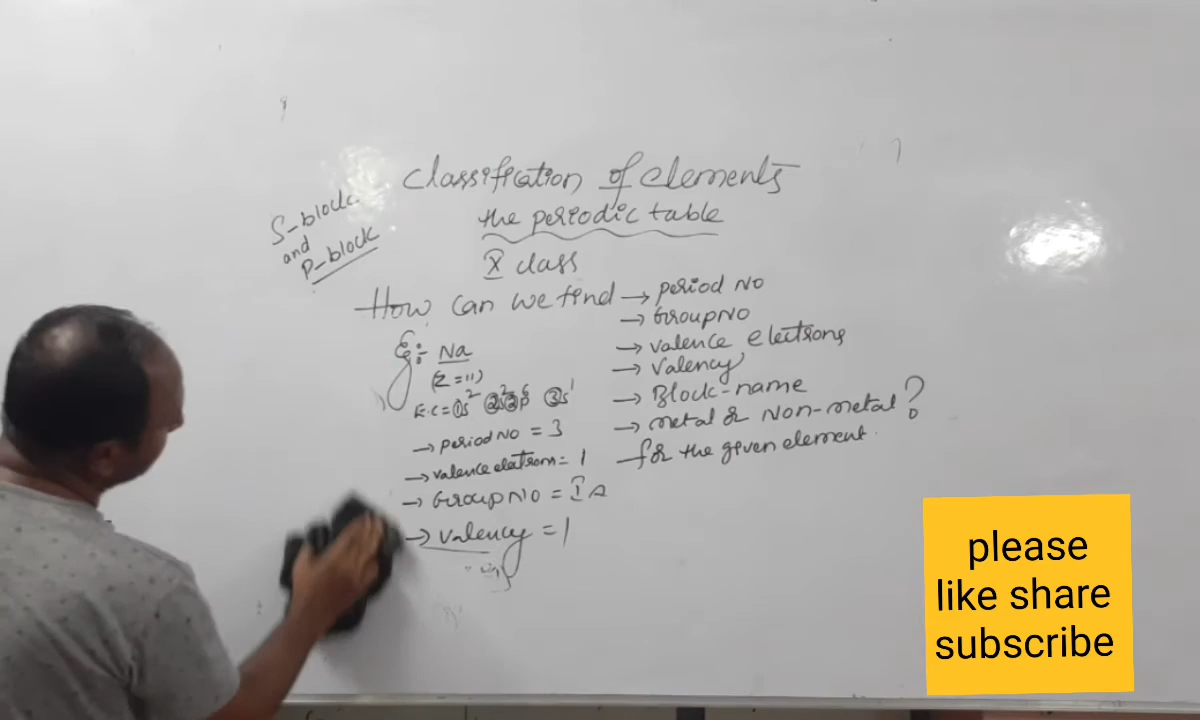 Classification of elements
the periodic table
X class
S-block
and
P-block
How can we find → period No
→ Group No
→ valence electrons
→ Valency
→ Block-name
→ metal or Non-metal?
for the given element.
Eg:- Na
(Z=11)
E.C = 1s² 2s² 2p⁶ 3s¹
→ period No = 3
→ valence elatrom = 1
→ Group No = I A
→ valency = 1
please
like share
subscribe